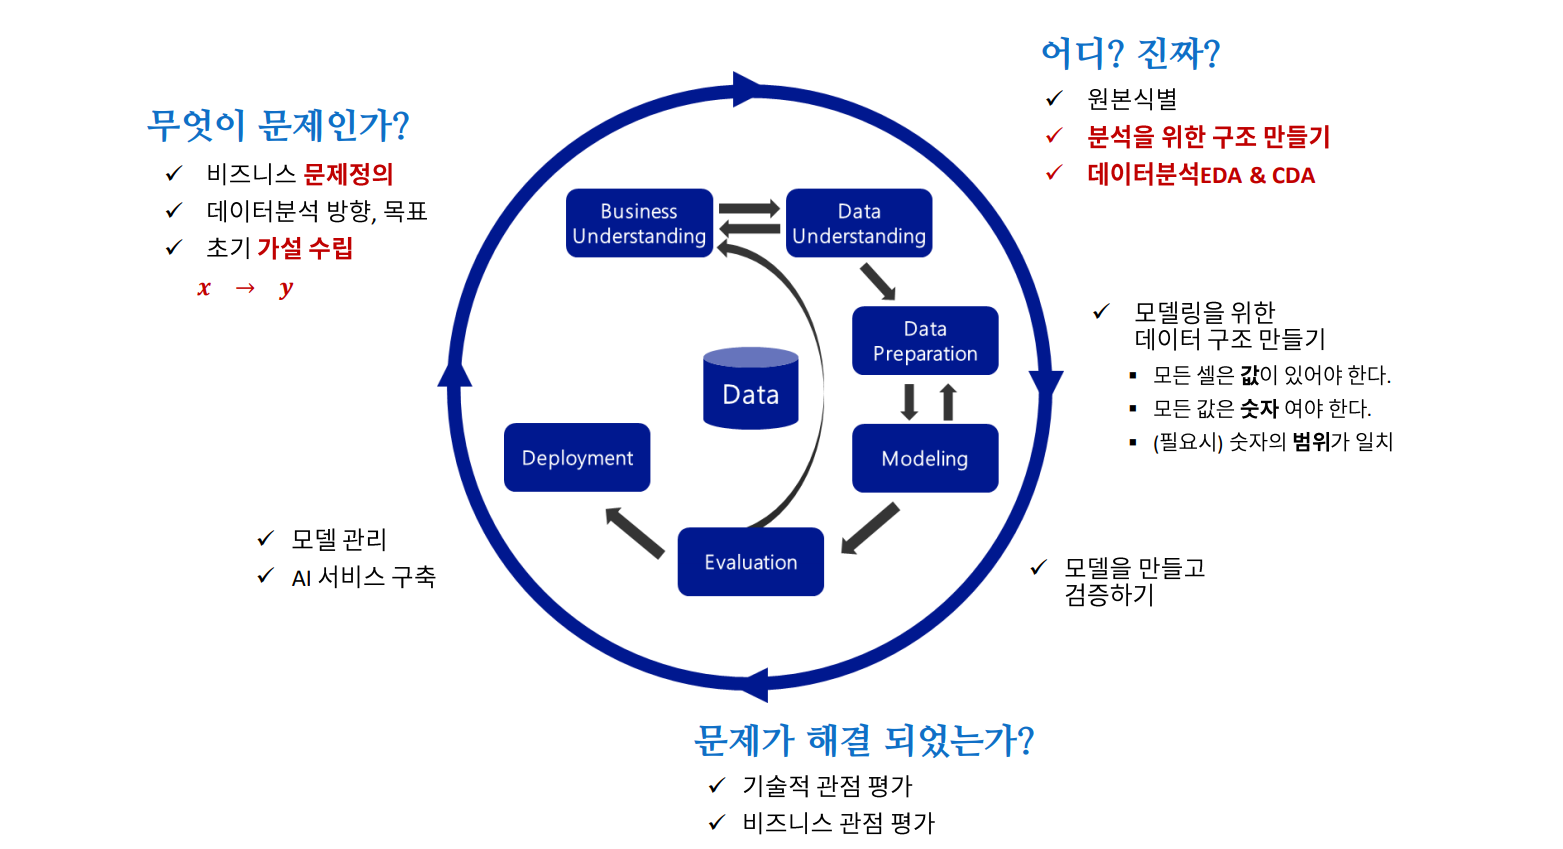 무엇이 문제인가?
✓ 비즈니스 문제정의
✓ 데이터분석 방향, 목표
✓ 초기 가설 수립
x → y
어디? 진짜?
✓ 원본식별
✓ 분석을 위한 구조 만들기
✓ 데이터분석EDA & CDA
Business
Understanding
Data
Understanding
Data
Preparation
✓ 모델링을 위한
데이터 구조 만들기
▪ 모든 셀은 값이 있어야 한다.
▪ 모든 값은 숫자 여야 한다.
▪ (필요시) 숫자의 범위가 일치
Data
Modeling
Deployment
Evaluation
✓ 모델 관리
✓ AI 서비스 구축
✓ 모델을 만들고
검증하기
문제가 해결 되었는가?
✓ 기술적 관점 평가
✓ 비즈니스 관점 평가